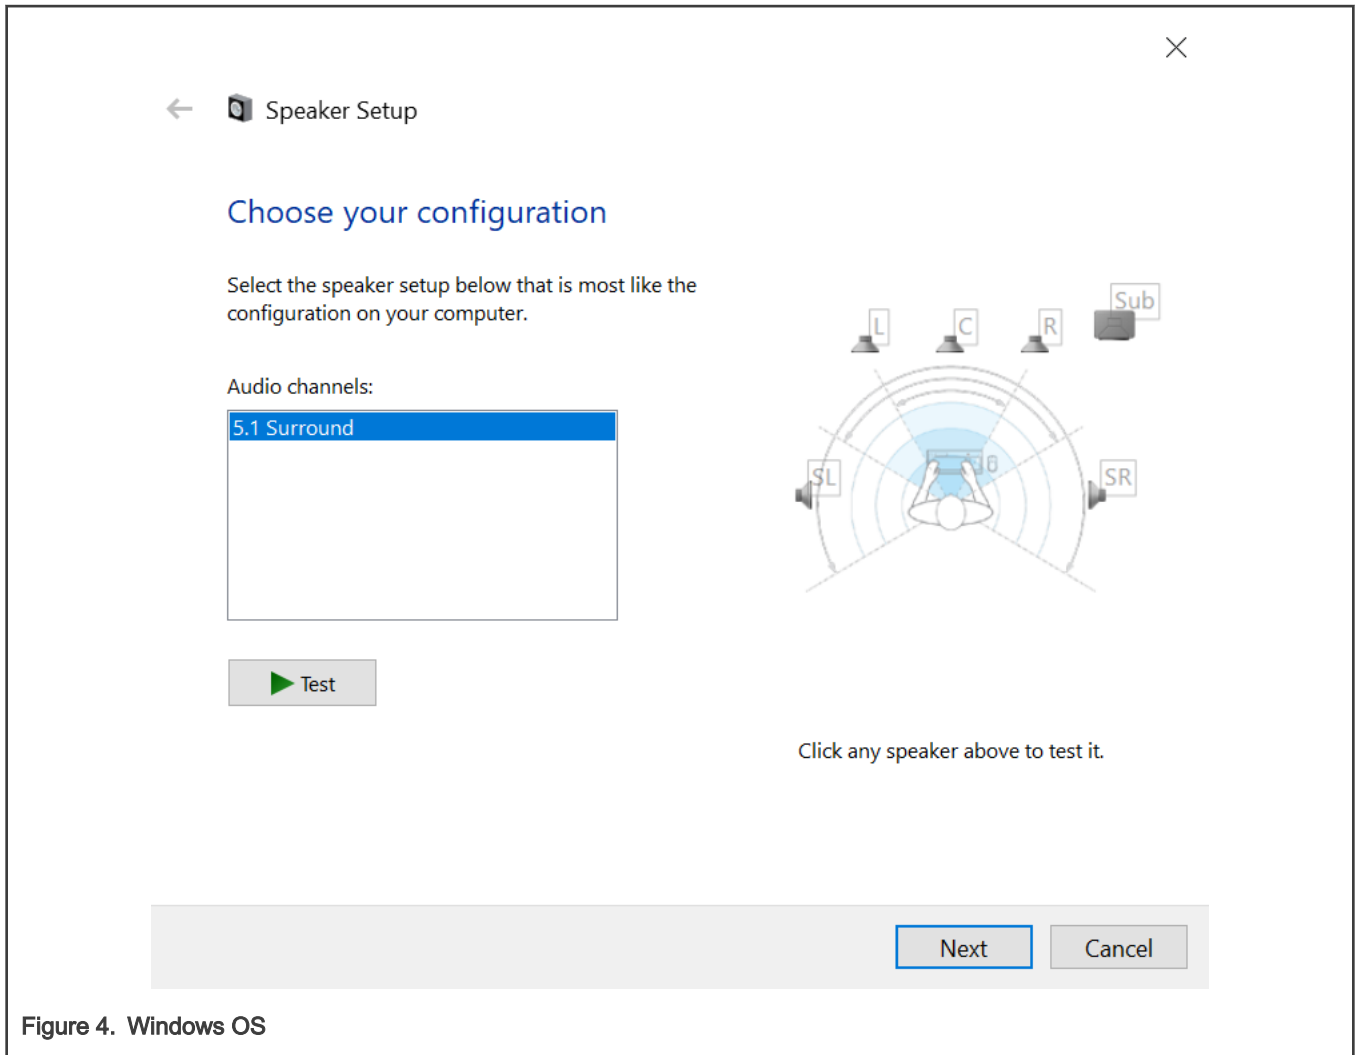 Speaker Setup
Choose your configuration
Select the speaker setup below that is most like the
configuration on your computer.
Audio channels:
5.1 Surround
Test
L
C
R
Sub
SL
SR
Click any speaker above to test it.
Next
Cancel
Figure 4. Windows OS